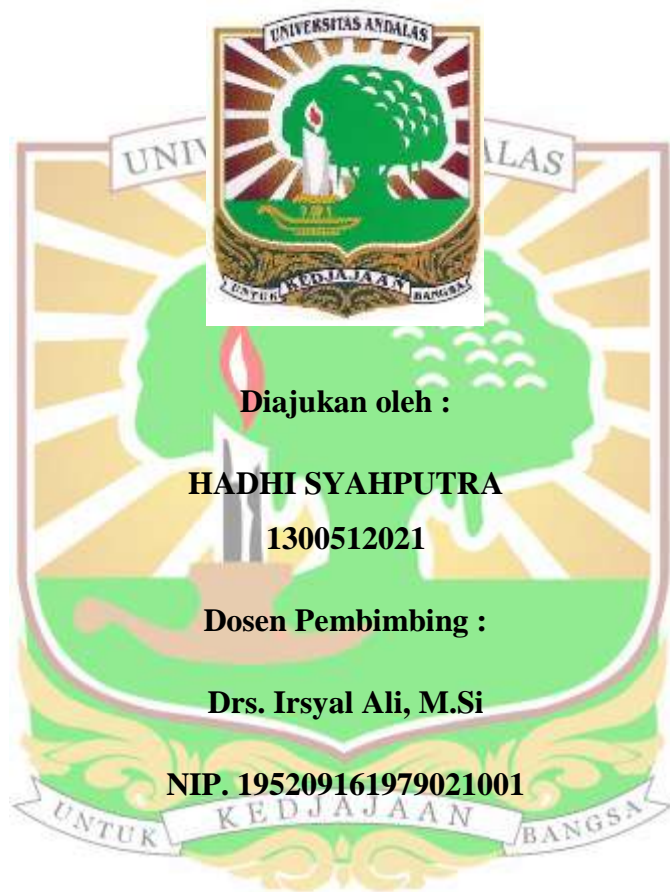 UNIVERSITAS ANDALAS
UNTUK KEDJAJAAN BANGSA
Diajukan oleh :
HADHI SYAHPUTRA
1300512021
Dosen Pembimbing :
Drs. Irsyal Ali, M.Si
NIP. 195209161979021001
UNTUK KEDJAJAAN BANGSA